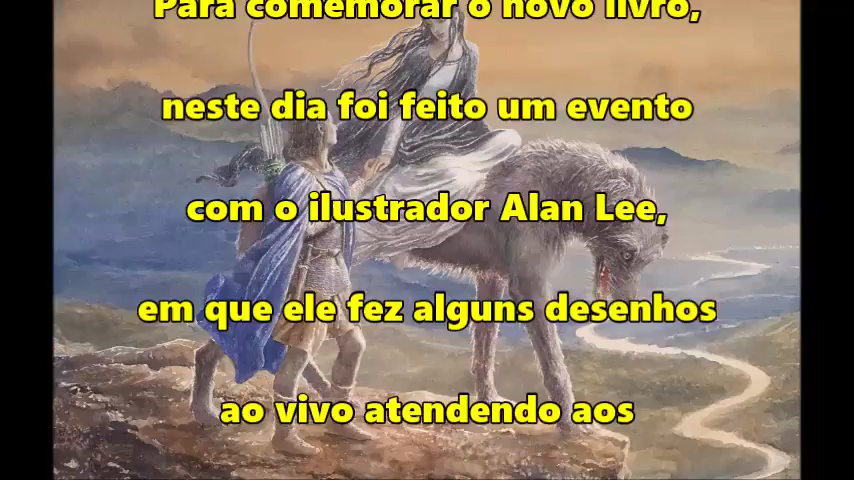 Para comemorar o novo livro,
neste dia foi feito um evento
com o ilustrador Alan Lee,
em que ele fez alguns desenhos
ao vivo atendendo aos